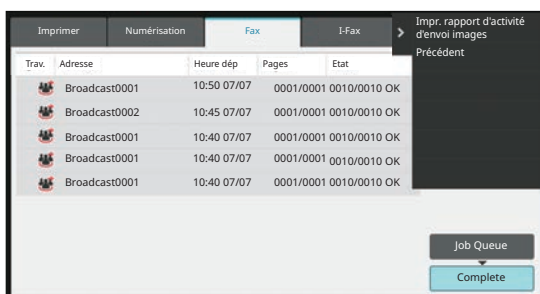 Imprimer Numérisation Fax I-Fax
Impr. rapport d'activité
d'envoi images
Précédent
Trav. Adresse Heure dép Pages Etat
Broadcast0001 10:50 07/07 0001/0001 0010/0010 OK
Broadcast0002 10:45 07/07 0001/0001 0010/0010 OK
Broadcast0001 10:40 07/07 0001/0001 0010/0010 OK
Broadcast0001 10:40 07/07 0001/0001 0010/0010 OK
Broadcast0001 10:40 07/07 0001/0001 0010/0010 OK
Job Queue
Complete